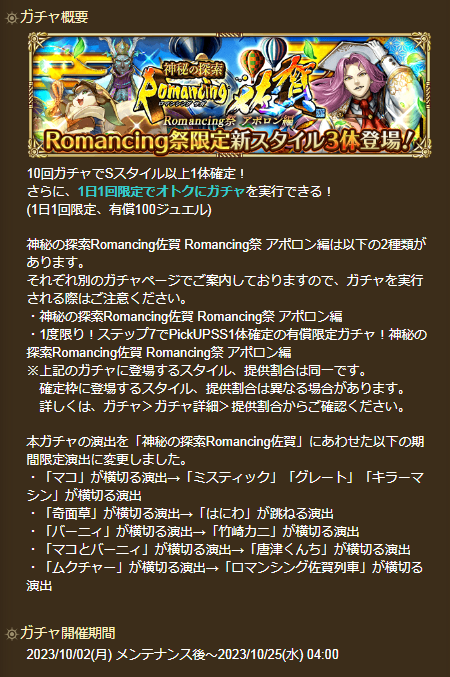 ガチャ概要
神秘の探索
Romancing
ロマンシング サガ
佐賀
Romancing祭 アポロン編
Romancing祭限定新スタイル3体登場!!
10回ガチャでSスタイル以上1体確定！
さらに、1日1回限定でオトクにガチャを実行できる！
(1日1回限定、有償100ジュエル)
神秘の探索Romancing佐賀 Romancing祭 アポロン編は以下の2種類が
あります。
それぞれ別のガチャページでご案内しておりますので、ガチャを実行
される際はご注意ください。
・神秘の探索Romancing佐賀 Romancing祭 アポロン編
・1度限り！ステップ7でPickUPSS1体確定の有償限定ガチャ！神秘の
探索Romancing佐賀 Romancing祭 アポロン編
※上記のガチャに登場するスタイル、提供割合は同一です。
確定枠に登場するスタイル、提供割合は異なる場合があります。
詳しくは、ガチャ＞ガチャ詳細＞提供割合からご確認ください。
本ガチャの演出を「神秘の探索Romancing佐賀」にあわせた以下の期
間限定演出に変更しました。
・「マコ」が横切る演出→「ミスティック」「グレート」「キラーマ
シン」が横切る演出
・「奇面草」が横切る演出→「はにわ」が跳ねる演出
・「バーニィ」が横切る演出→「竹崎カニ」が横切る演出
・「マコとバーニィ」が横切る演出→「唐津くんち」が横切る演出
・「ムクチャー」が横切る演出→「ロマンシング佐賀列車」が横切る
演出
ガチャ開催期間
2023/10/02(月) メンテナンス後～2023/10/25(水) 04:00